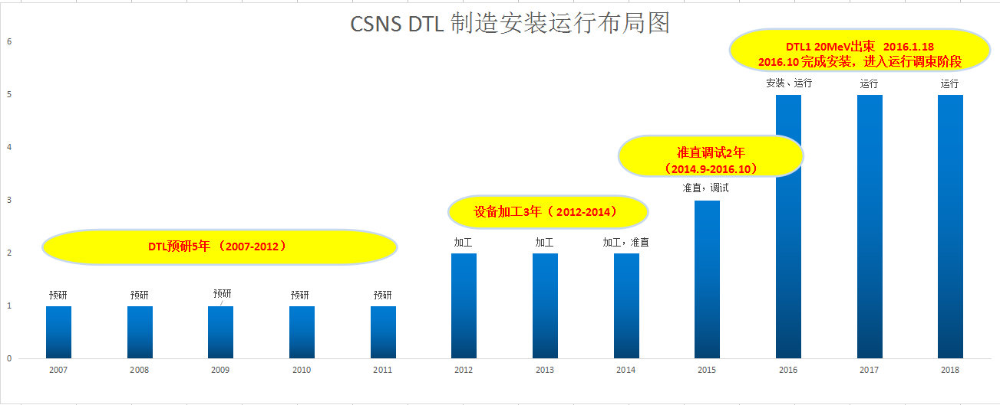 CSNS DTL 制造安装运行布局图
6
DTL1 20MeV出束 2016.1.18
2016.10 完成安装，进入运行调束阶段
安装、运行
运行
运行
5
4
准直调试2年
（2014.9-2016.10）
准直，调试
3
设备加工3年（ 2012-2014）
加工
加工
加工，准直
2
DTL预研5年 （2007-2012）
预研
预研
预研
预研
预研
1
0
2007
2008
2009
2010
2011
2012
2013
2014
2015
2016
2017
2018